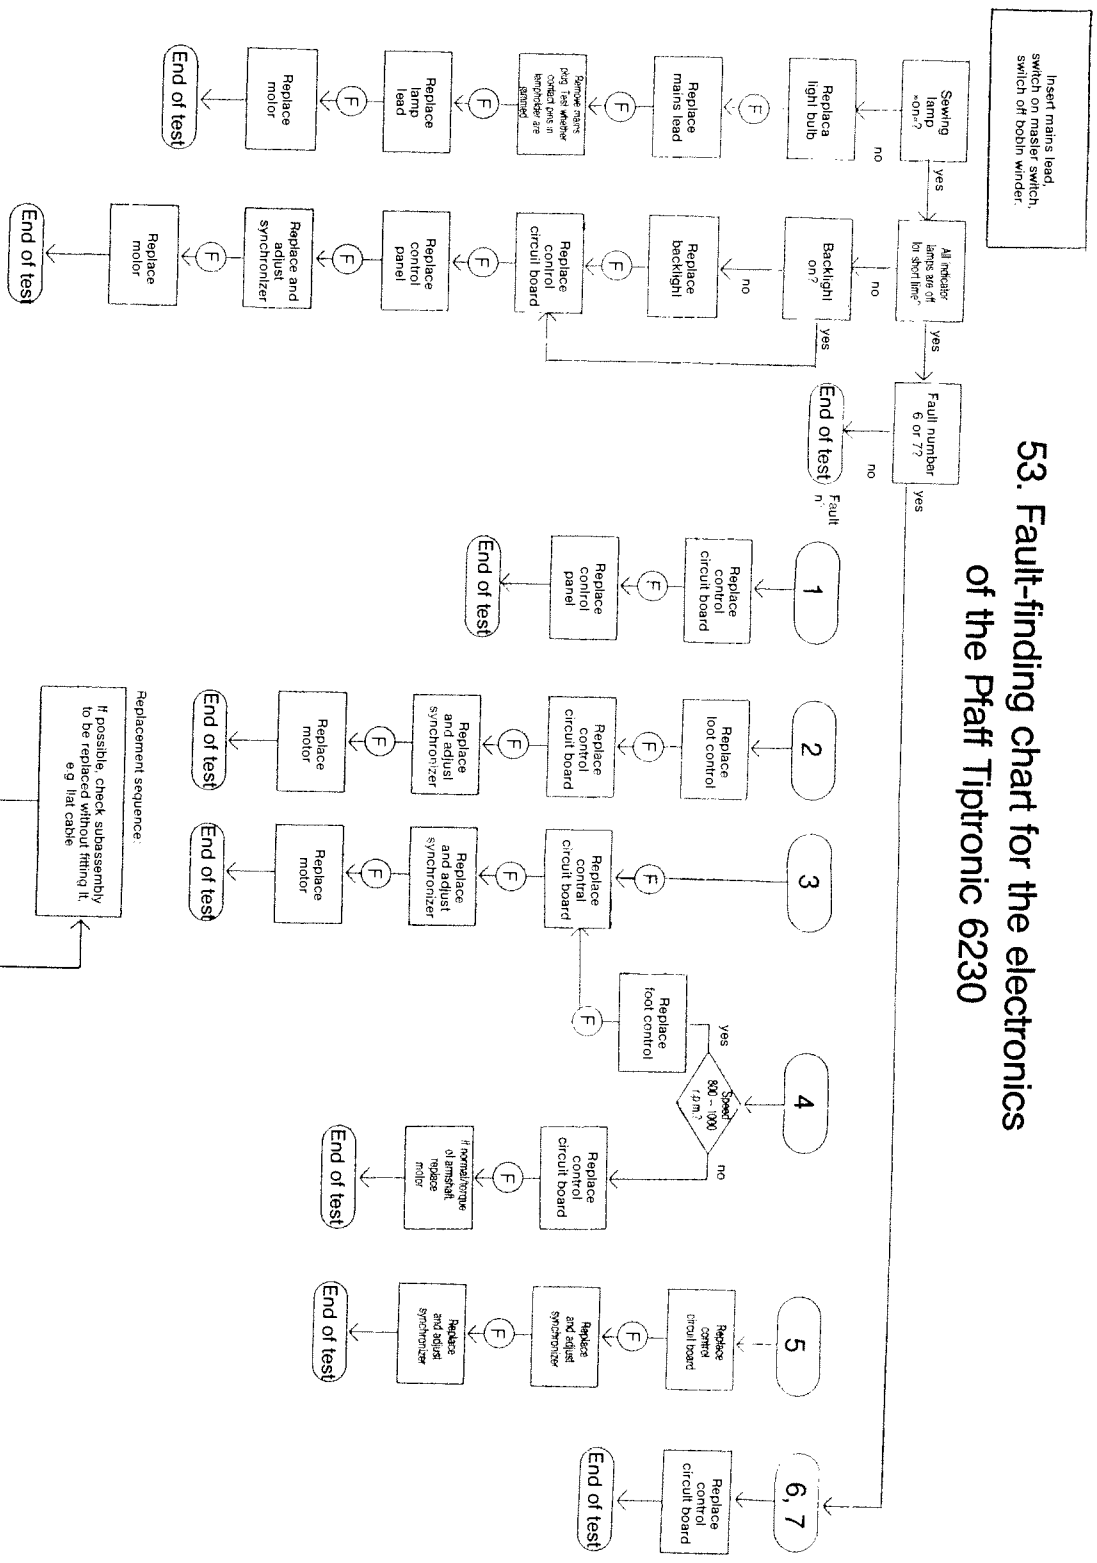 53. Fault-finding chart for the electronics
of the Pfaff Tiptronic 6230
Insert mains lead,
switch on master switch,
switch off bobin winder.
Sewing
lamp
»on«?
yes
no
Replaca
light bulb
F
Replace
mains lead
F
Remove mains
plug. Test whether
contact pins in
lampholder are
jammed
F
Replace
lamp
lead
F
Replace
motor
End of test
All indicator
lamps are off
for short time?
yes
no
Backlight
on?
yes
no
Replace
backlight
F
Replace
control
circuit board
F
Replace
control
panel
F
Replace and
adjust
synchronizer
F
Replace
motor
End of test
Fault number
6 or 7?
yes
no
End of test
Fault
n°
1
Replace
control
circuit board
F
Replace
control
panel
End of test
2
Replace
foot control
F
Replace
control
circuit board
F
Replace
and adjust
synchronizer
F
Replace
motor
End of test
3
F
Replace
contral
circuit board
F
Replace
and adjust
synchronizer
F
Replace
motor
End of test
4
Speed
800 – 1000
r.p.m.?
yes
no
Replace
foot control
F
Replace
control
circuit board
F
If normal/torque
of armshaft,
replace
motor
End of test
5
Replace
control
circuit board
F
Replace
and adjust
synchronizer
F
Replace
and adjust
synchronizer
End of test
6, 7
Replace
control
circuit board
End of test
Replacement sequence:
If possible, check subassembly
to be replaced without fitting it,
e.g. flat cable